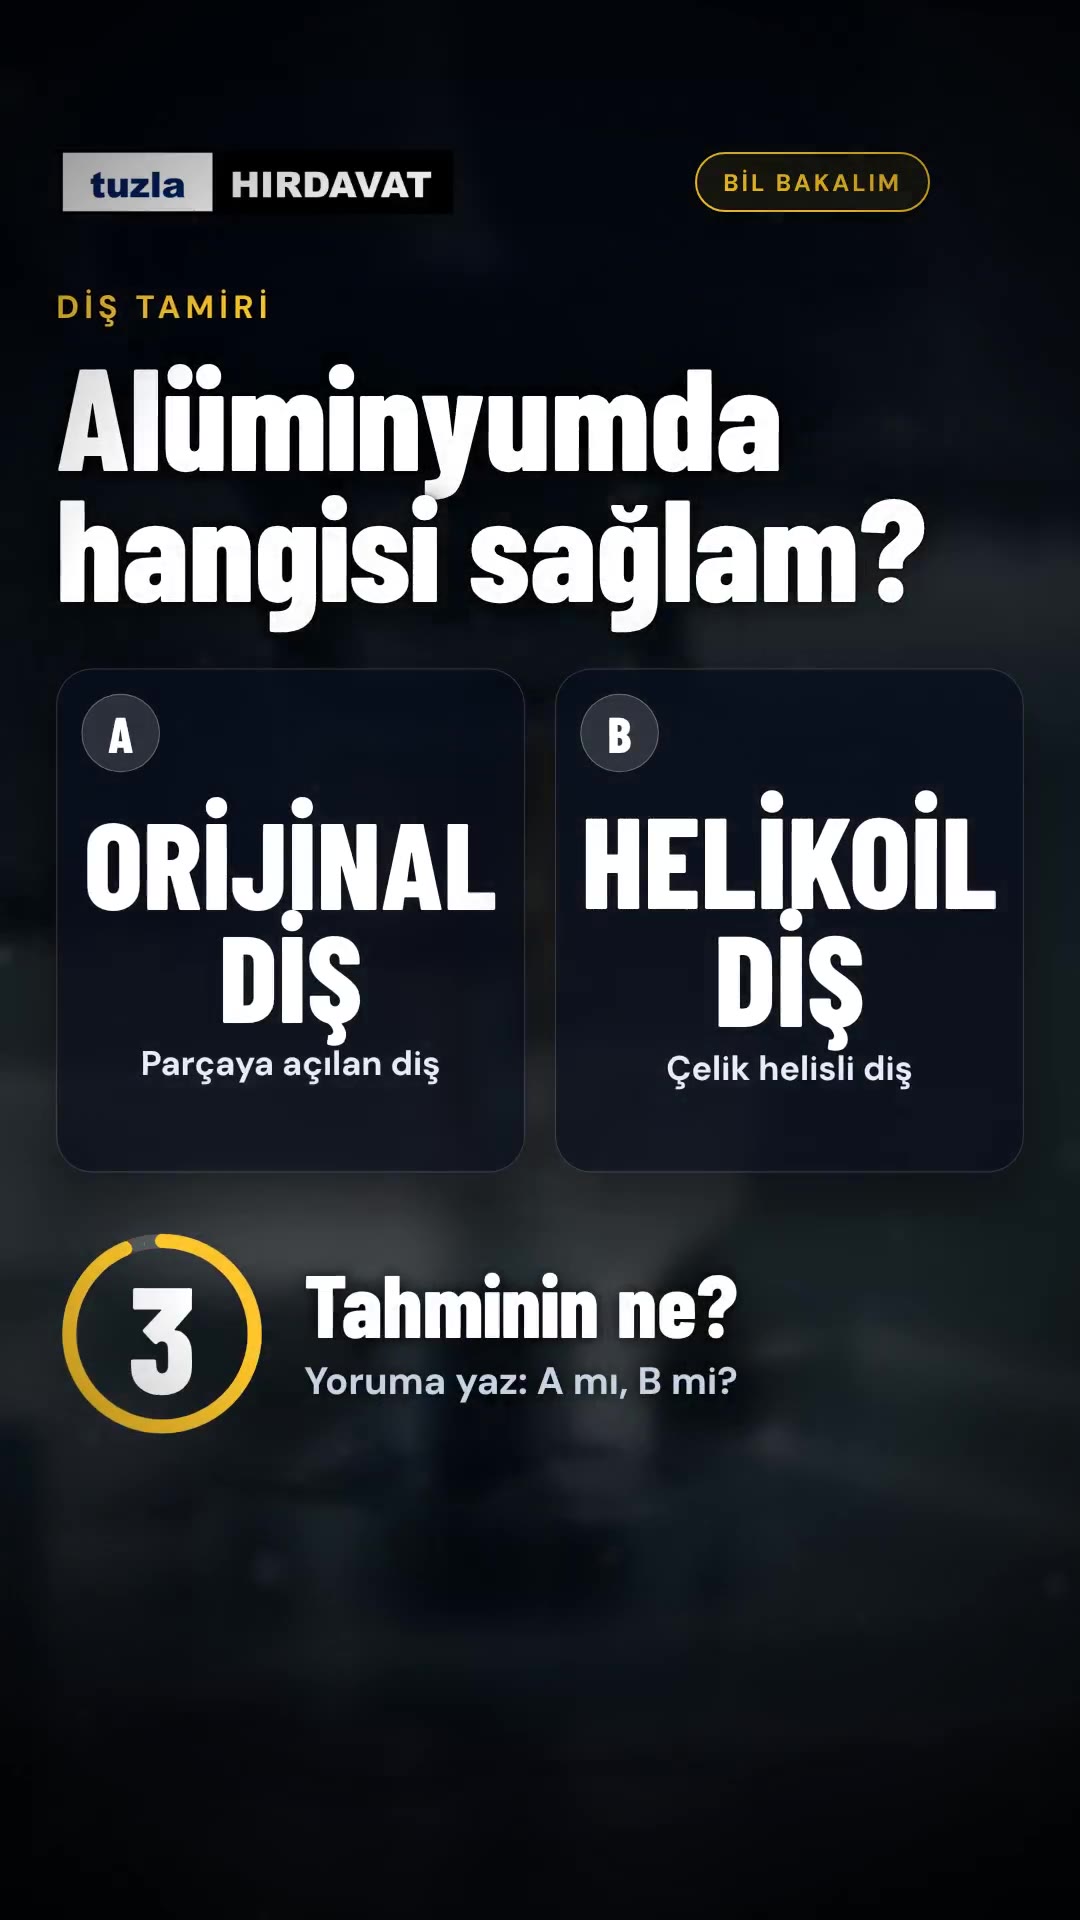 tuzla HIRDAVAT
BİL BAKALIM
DİŞ TAMİRİ
Alüminyumda
hangisi sağlam?
A
ORİJİNAL
DİŞ
Parçaya açılan diş
B
HELİKOİL
DİŞ
Çelik helisli diş
3
Tahminin ne?
Yoruma yaz: A mı, B mi?